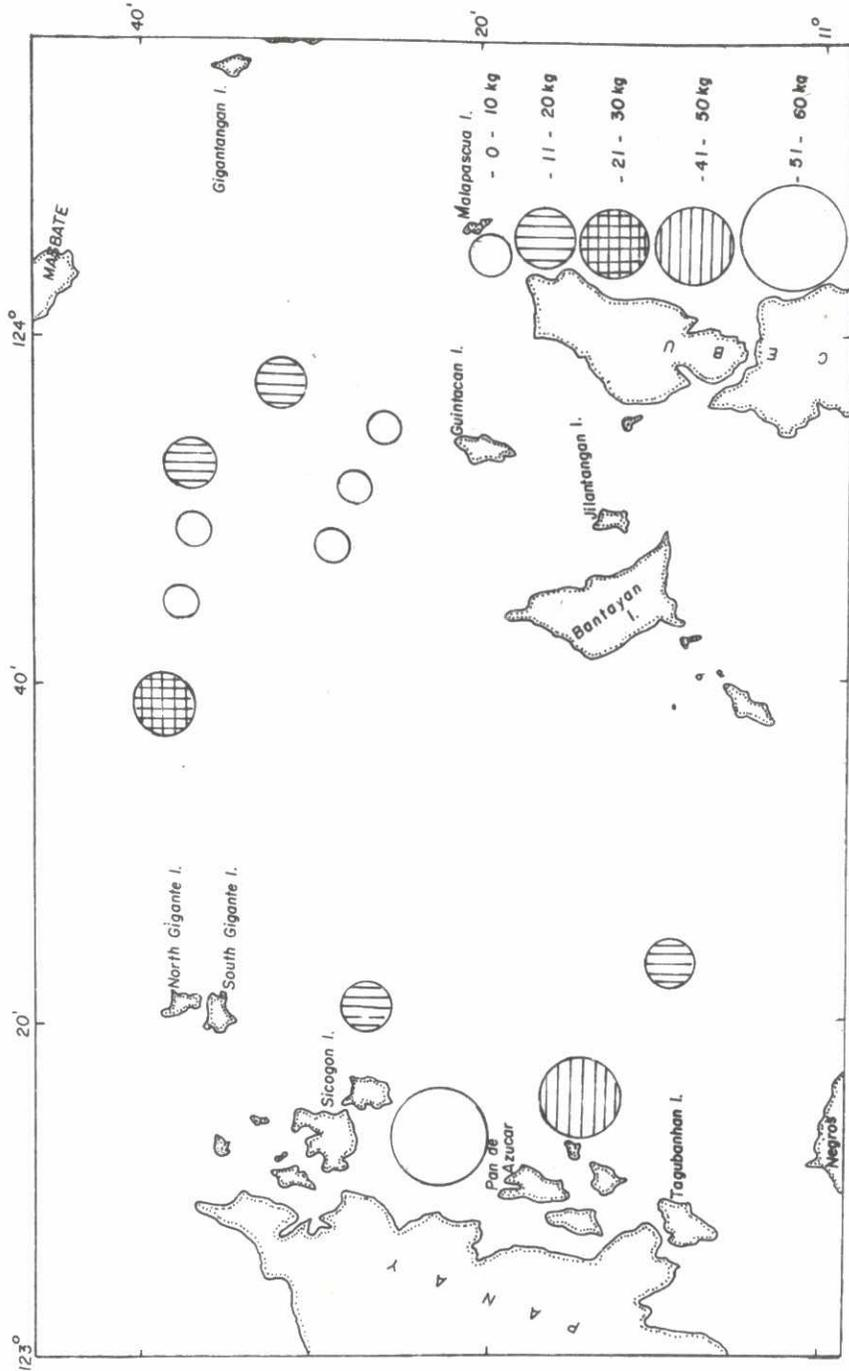 40'
20'
11°
124°
40'
20'
123°
MASBATE
Gigantangan I.
Malapascua I.
- 0 - 10 kg
- 11 - 20 kg
- 21 - 30 kg
- 41 - 50 kg
- 51 - 60 kg
Guintacan I.
Jilantangan I.
Bantayan
I.
CEBU
North Gigante I.
South Gigante I.
Sicogon I.
Pan de
Azucar
Tagubanhan I.
Negros
PANAY